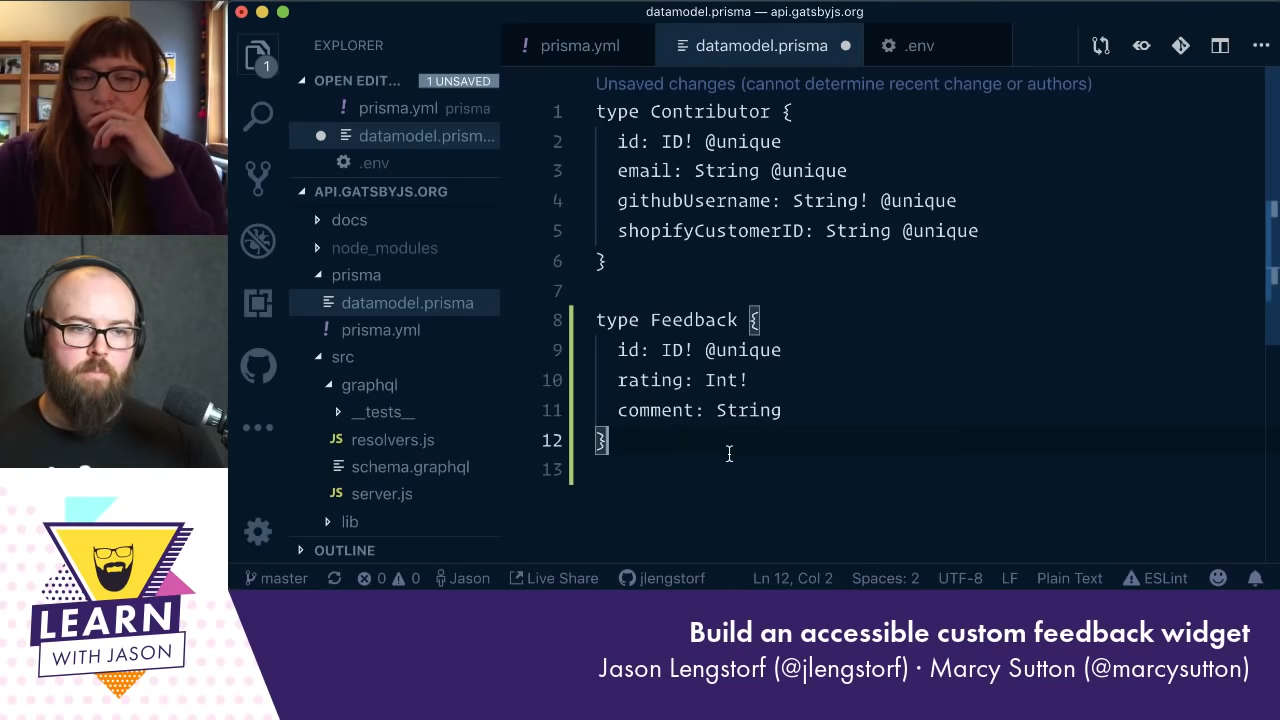 datamodel.prisma — api.gatsbyjs.org
EXPLORER
prisma.yml
datamodel.prisma
.env
1
OPEN EDIT...
1 UNSAVED
prisma.yml prisma
datamodel.prism...
.env
API.GATSBYJS.ORG
docs
node_modules
prisma
datamodel.prisma
prisma.yml
src
graphql
__tests__
JS resolvers.js
schema.graphql
JS server.js
lib
OUTLINE
Unsaved changes (cannot determine recent change or authors)
1 type Contributor {
2 id: ID! @unique
3 email: String @unique
4 githubUsername: String! @unique
5 shopifyCustomerID: String @unique
6 }
7
8 type Feedback {
9 id: ID! @unique
10 rating: Int!
11 comment: String
12 }
13
master 0 0 Jason Live Share jlengstorf Ln 12, Col 2 Spaces: 2 UTF-8 LF Plain Text ESLint
LEARN
WITH JASON
Build an accessible custom feedback widget
Jason Lengstorf (@jlengstorf) · Marcy Sutton (@marcysutton)